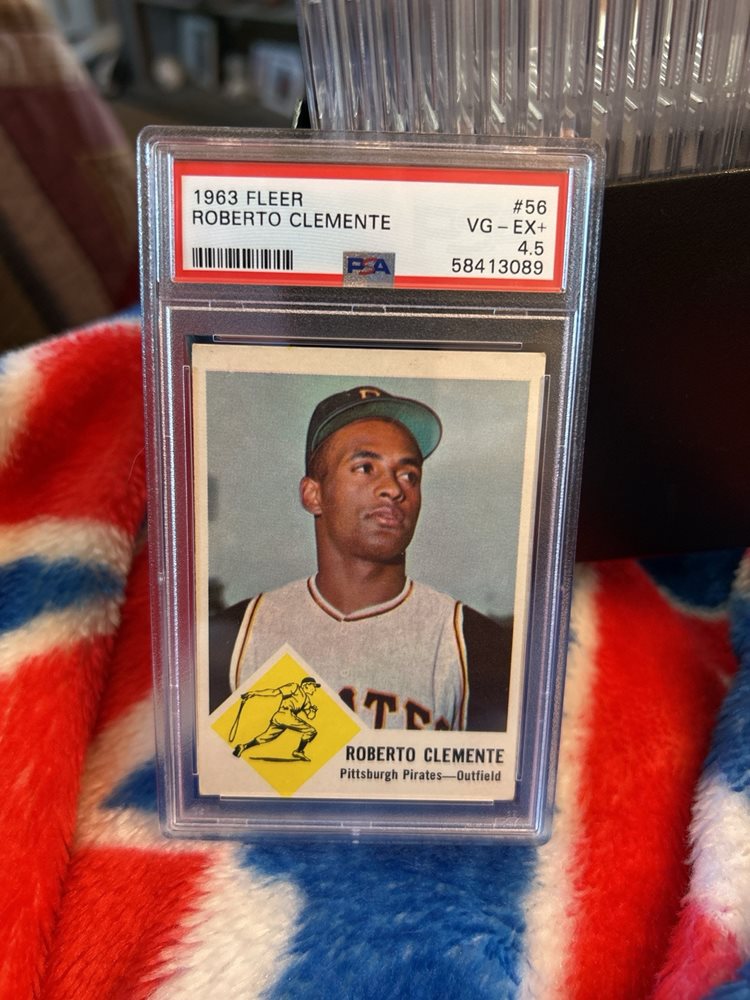 1963 FLEER
#56
ROBERTO CLEMENTE
VG - EX+
4.5
PSA
58413089
P
ROBERTO CLEMENTE
Pittsburgh Pirates—Outfield